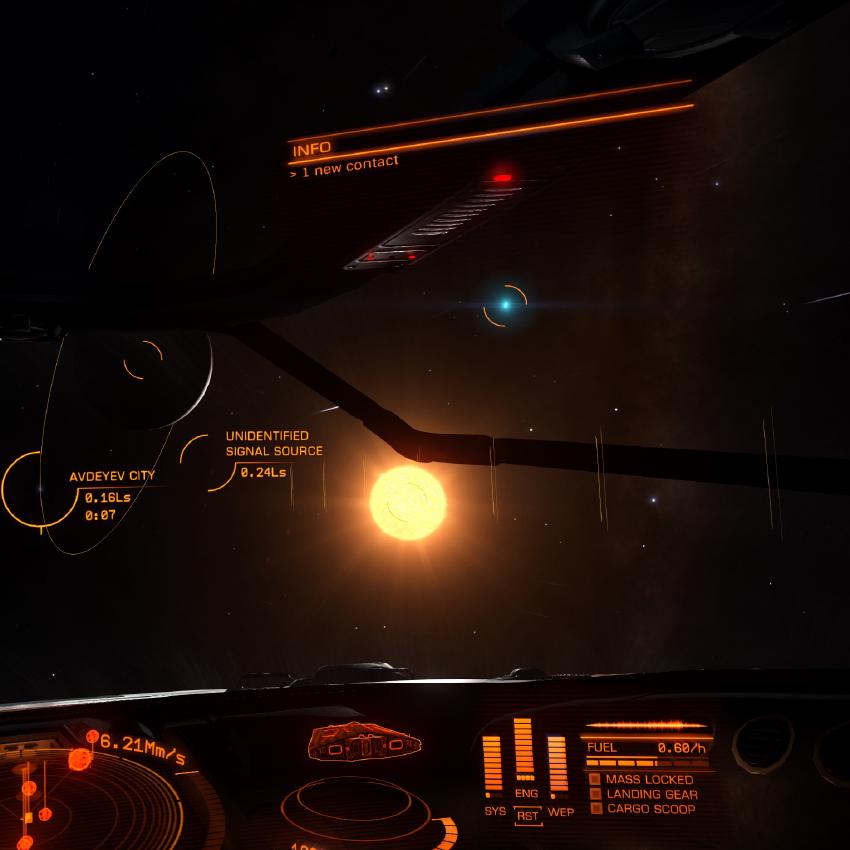 INFO
> 1 new contact
UNIDENTIFIED
SIGNAL SOURCE
0.24Ls
AVDEYEV CITY
0.16Ls
0:07
6.21Mm/s
FUEL 0.60/h
MASS LOCKED
LANDING GEAR
CARGO SCOOP
ENG
SYS RST WEP